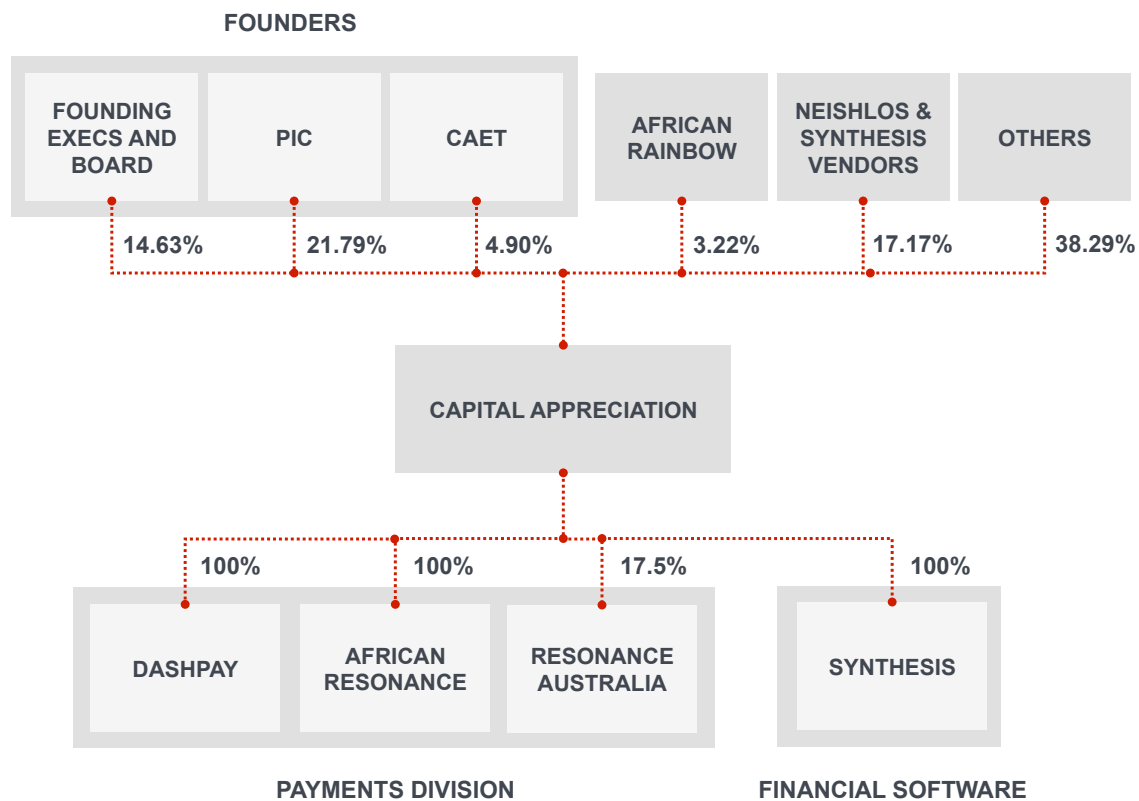 FOUNDERS
FOUNDING
EXECS AND
BOARD
PIC
CAET
AFRICAN
RAINBOW
NEISHLOS &
SYNTHESIS
VENDORS
OTHERS
14.63%
21.79%
4.90%
3.22%
17.17%
38.29%
CAPITAL APPRECIATION
100%
100%
17.5%
100%
DASHPAY
AFRICAN
RESONANCE
RESONANCE
AUSTRALIA
SYNTHESIS
PAYMENTS DIVISION
FINANCIAL SOFTWARE